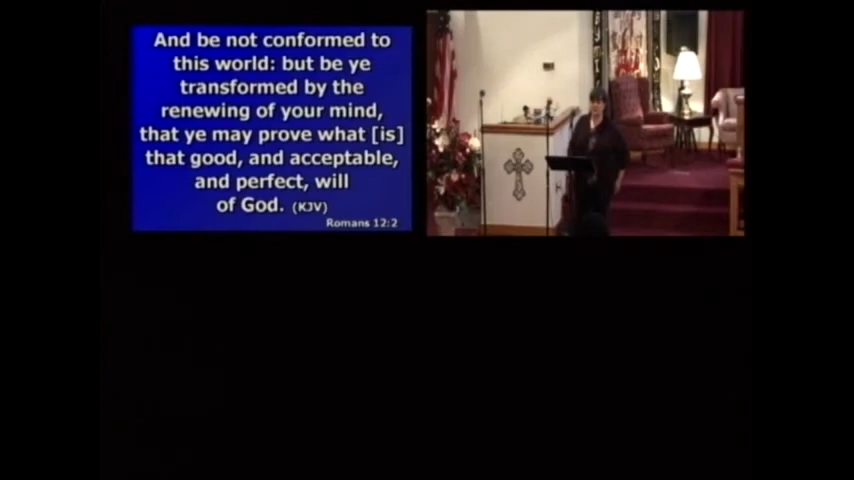 And be not conformed to
this world: but be ye
transformed by the
renewing of your mind,
that ye may prove what [is]
that good, and acceptable,
and perfect, will
of God. (KJV)
Romans 12:2